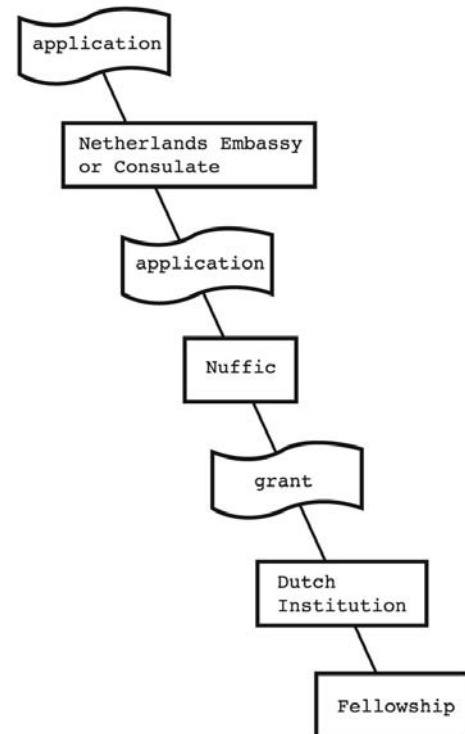 application
Netherlands Embassy
or Consulate
application
Nuffic
grant
Dutch
Institution
Fellowship